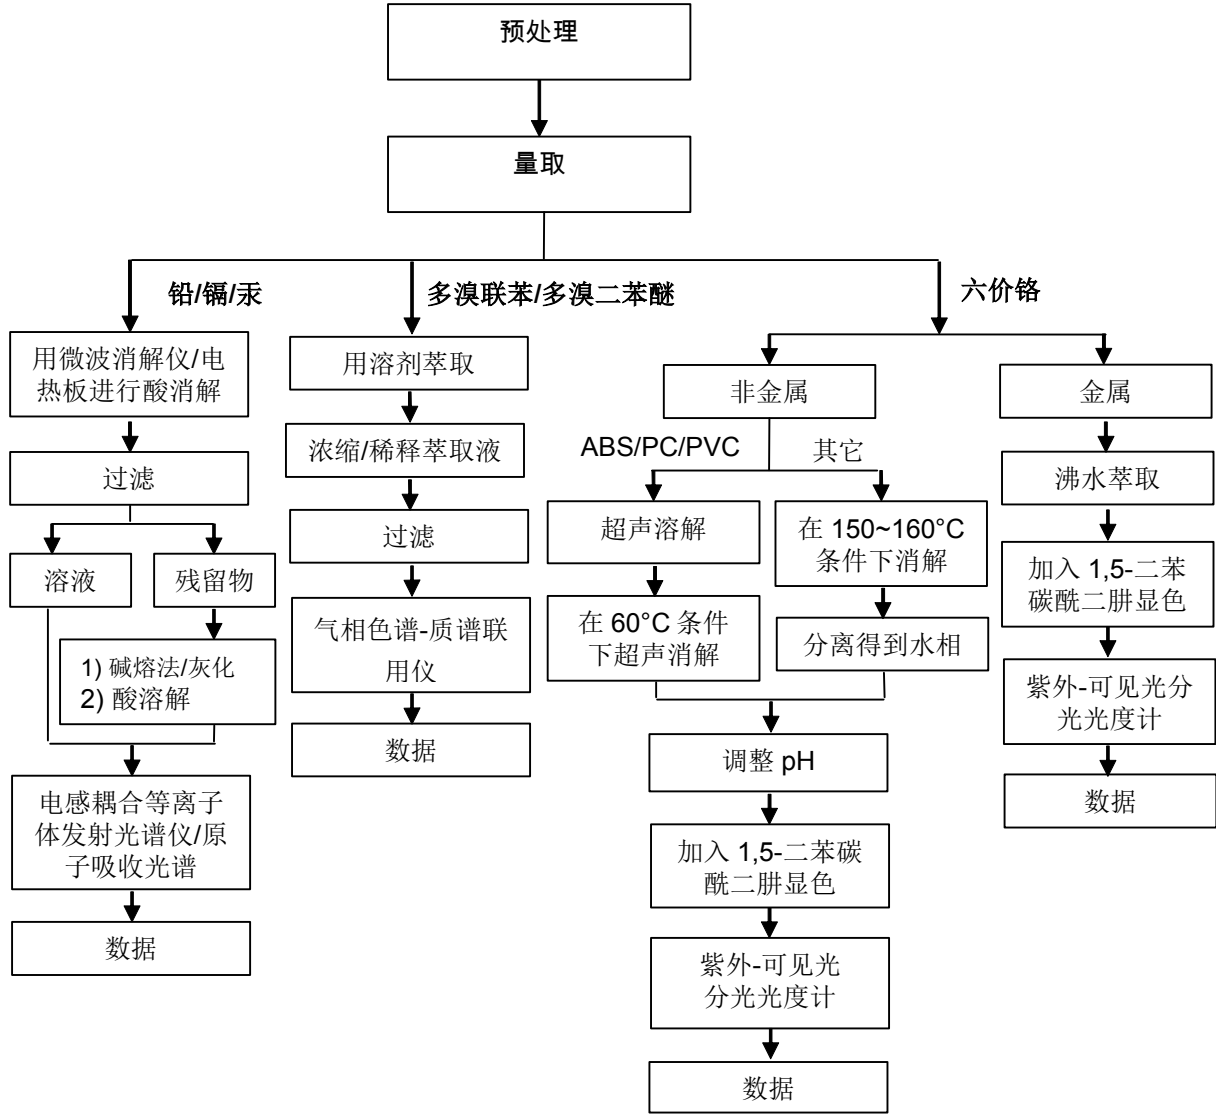 预处理
量取
铅/镉/汞
多溴联苯/多溴二苯醚
六价铬
用微波消解仪/电
热板进行酸消解
过滤
溶液
残留物
1) 碱熔法/灰化
2) 酸溶解
电感耦合等离子
体发射光谱仪/原
子吸收光谱
数据
用溶剂萃取
浓缩/稀释萃取液
过滤
气相色谱-质谱联
用仪
数据
非金属
ABS/PC/PVC
其它
超声溶解
在 60°C 条件
下超声消解
在 150~160°C
条件下消解
分离得到水相
调整 pH
加入 1,5-二苯碳
酰二肼显色
紫外-可见光
分光光度计
数据
金属
沸水萃取
加入 1,5-二苯
碳酰二肼显色
紫外-可见光分
光光度计
数据